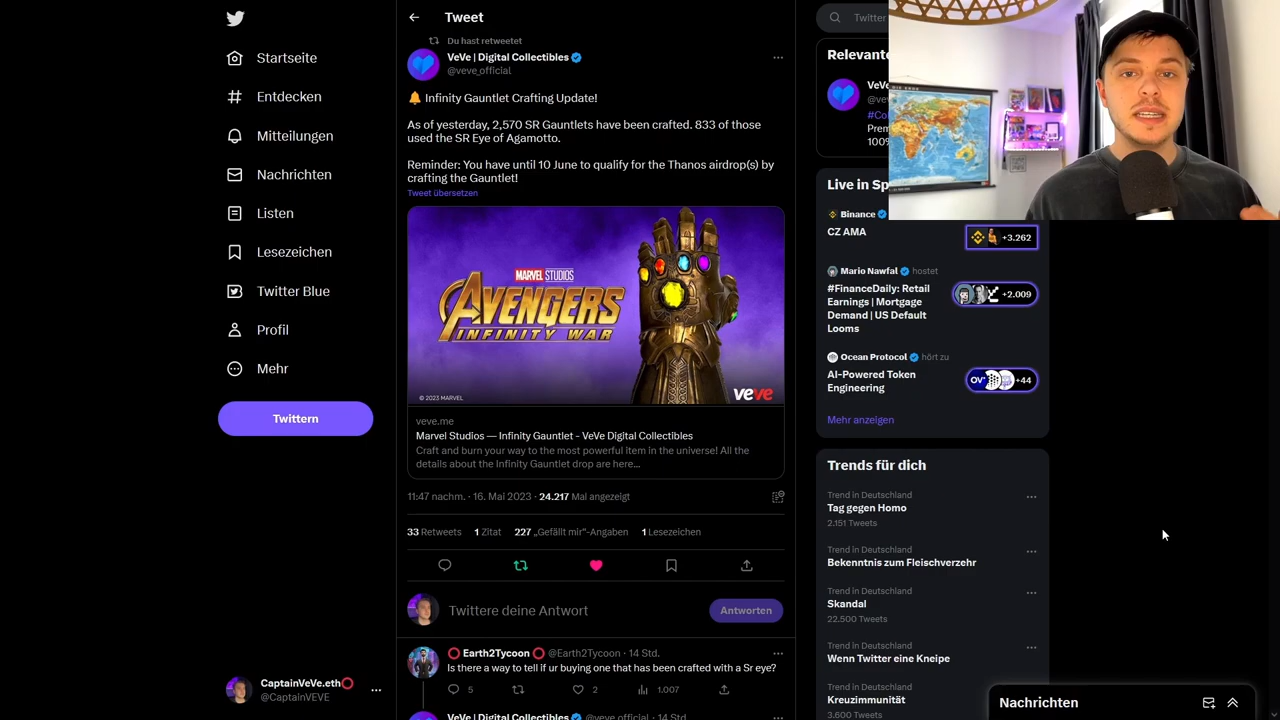 Startseite
Entdecken
Mitteilungen
Nachrichten
Listen
Lesezeichen
Twitter Blue
Profil
Mehr
Twittern
CaptainVeVe.eth
@CaptainVEVE
Tweet
Du hast retweetet
VeVe | Digital Collectibles
@veve_official
🔔 Infinity Gauntlet Crafting Update!
As of yesterday, 2,570 SR Gauntlets have been crafted. 833 of those
used the SR Eye of Agamotto.
Reminder: You have until 10 June to qualify for the Thanos airdrop(s) by
crafting the Gauntlet!
Tweet übersetzen
MARVEL STUDIOS
AVENGERS
INFINITY WAR
© 2023 MARVEL
veve
veve.me
Marvel Studios — Infinity Gauntlet - VeVe Digital Collectibles
Craft and burn your way to the most powerful item in the universe! All the
details about the Infinity Gauntlet drop are here...
11:47 nachm. · 16. Mai 2023 · 24.217 Mal angezeigt
33 Retweets 1 Zitat 227 „Gefällt mir“-Angaben 1 Lesezeichen
Twittere deine Antwort
Antworten
Earth2Tycoon @Earth2Tycoon · 14 Std.
Is there a way to tell if ur buying one that has been crafted with a Sr eye?
5 2 1.007
VeVe | Digital Collectibles @veve_official · 14 Std.
Twitter
Relevante
VeVe
@ve
#Co
Prem
100%
Live in Sp
Binance
CZ AMA
+3.262
Mario Nawfal hostet
#FinanceDaily: Retail
Earnings | Mortgage
Demand | US Default
Looms
+2.009
Ocean Protocol hört zu
AI-Powered Token
Engineering
+44
Mehr anzeigen
Trends für dich
Trend in Deutschland
Tag gegen Homo
2.151 Tweets
Trend in Deutschland
Bekenntnis zum Fleischverzehr
Trend in Deutschland
Skandal
22.500 Tweets
Trend in Deutschland
Wenn Twitter eine Kneipe
Trend in Deutschland
Kreuzimmunität
3.600 Tweets
Nachrichten